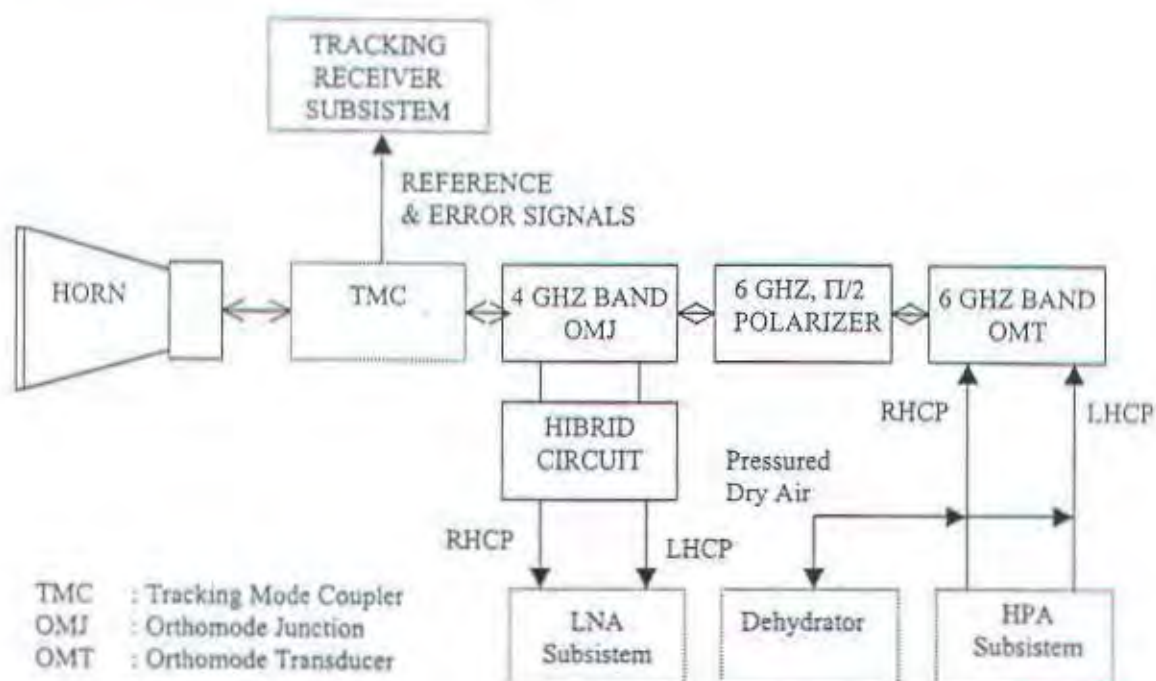 TRACKING
RECEIVER
SUBSISTEM
REFERENCE
& ERROR SIGNALS
HORN
TMC
4 GHZ BAND
OMJ
6 GHZ, Π/2
POLARIZER
6 GHZ BAND
OMT
HIBRID
CIRCUIT
RHCP
LHCP
Pressured
Dry Air
RHCP
LHCP
LNA
Subsistem
Dehydrator
HPA
Subsistem
TMC : Tracking Mode Coupler
OMJ : Orthomode Junction
OMT : Orthomode Transducer